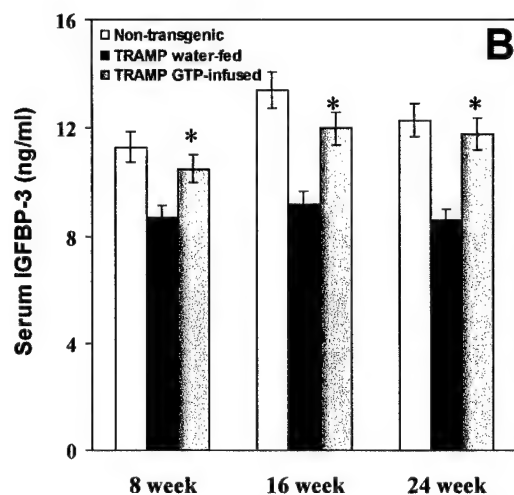 16
Non-transgenic
TRAMP water-fed
TRAMP GTP-infused
B
12
8
4
0
Serum IGFBP-3 (ng/ml)
*
*
*
8 week
16 week
24 week